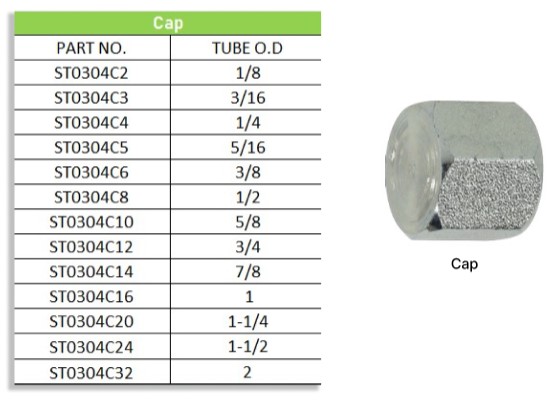 Cap
PART NO. TUBE O.D
ST0304C2 1/8
ST0304C3 3/16
ST0304C4 1/4
ST0304C5 5/16
ST0304C6 3/8
ST0304C8 1/2
ST0304C10 5/8
ST0304C12 3/4
ST0304C14 7/8
ST0304C16 1
ST0304C20 1-1/4
ST0304C24 1-1/2
ST0304C32 2
Cap